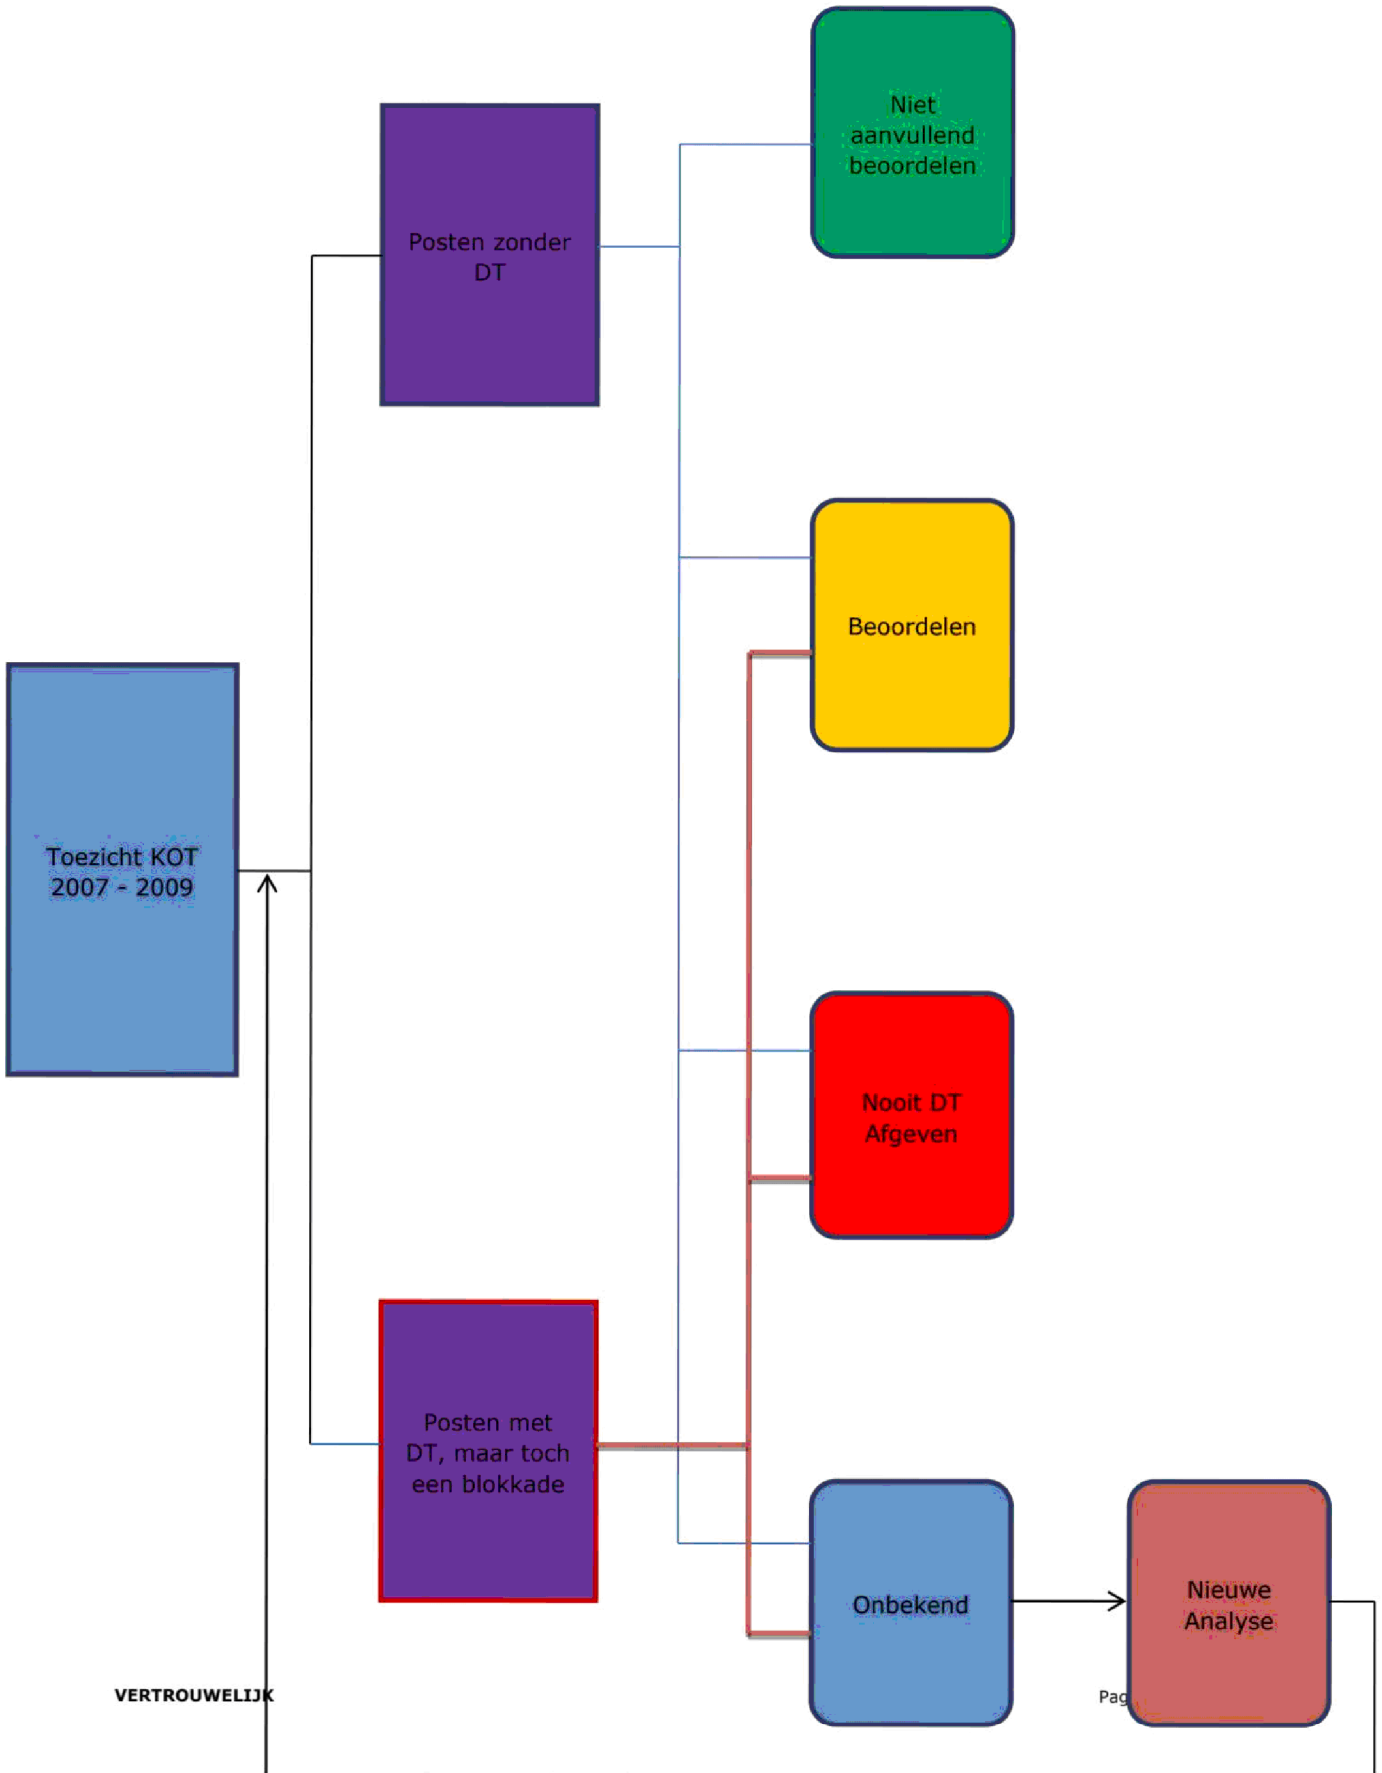 Niet
aanvullend
beoordelen
Posten zonder
DT
Beoordelen
Toezicht KOT
2007 - 2009
Nooit DT
Afgeven
Posten met
DT, maar toch
een blokkade
Onbekend
Nieuwe
Analyse
VERTROUWELIJK
Pag